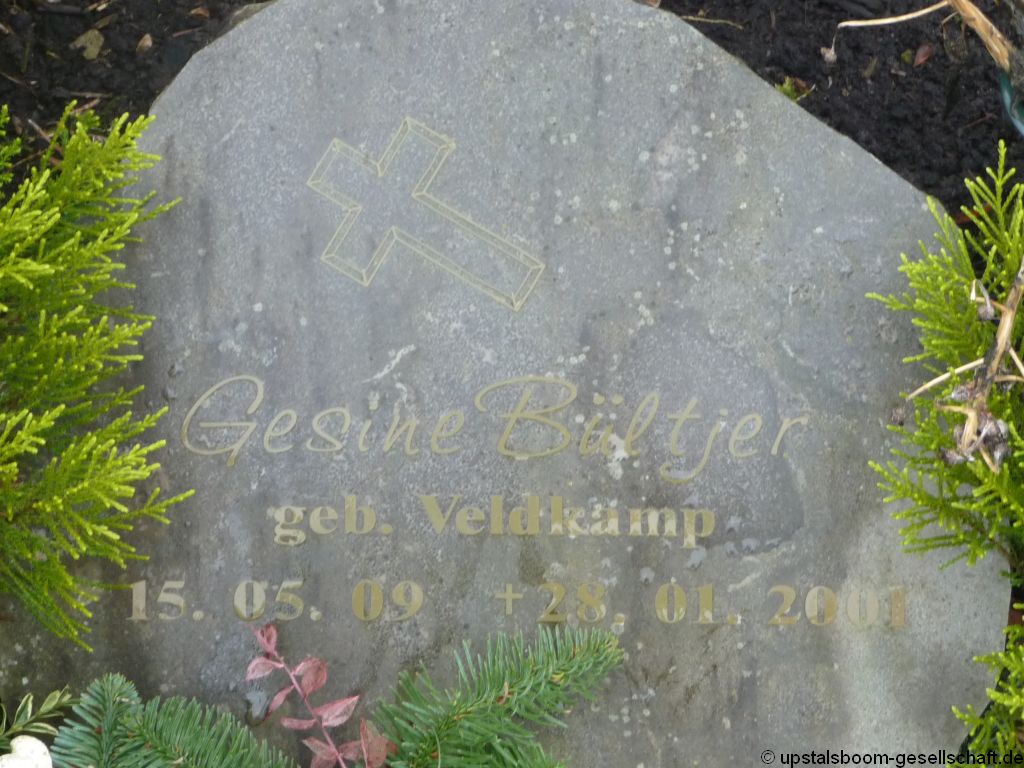 Gesine Bültjer
geb. Veldkamp
15. 05. 09 +28. 01. 2001
© upstalsboom-gesellschaft.de